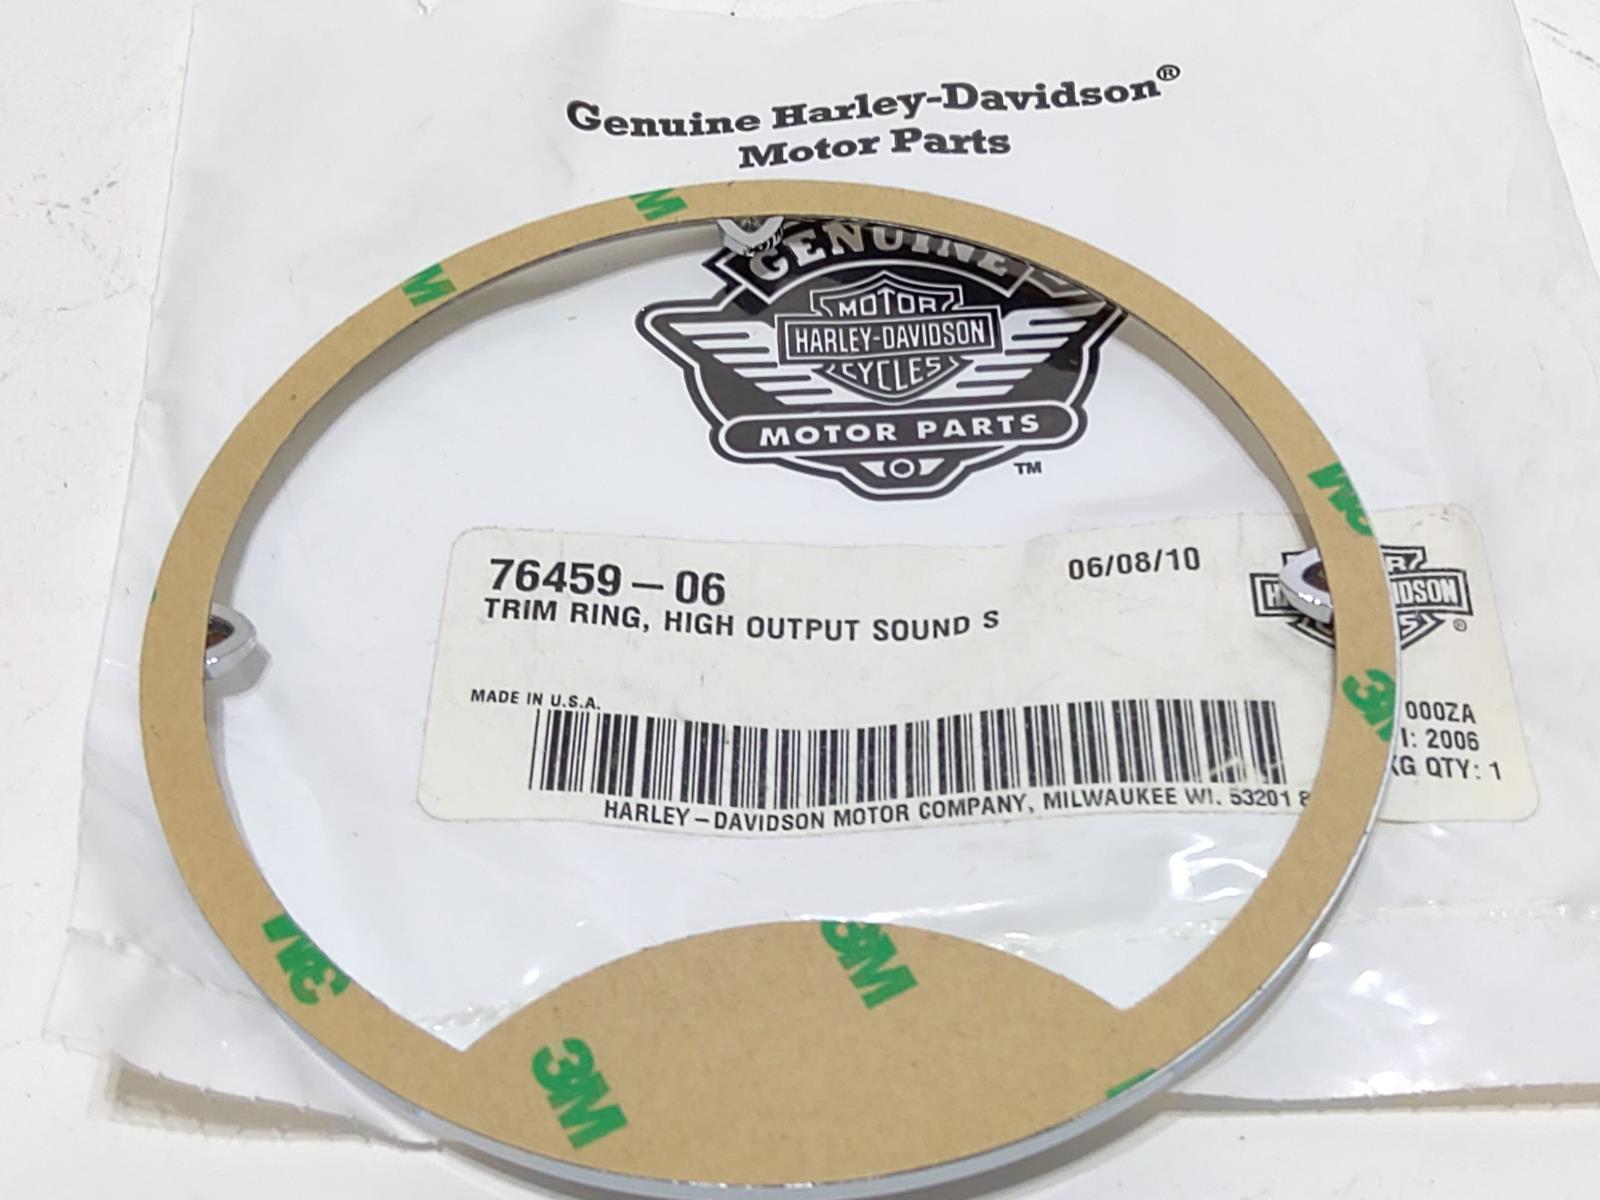 Genuine Harley-Davidson®
Motor Parts
3M
M
GENUINE
MOTOR
HARLEY-DAVIDSON
CYCLES
MOTOR PARTS
TM
76459-06
TRIM RING, HIGH OUTPUT SOUND S
06/08/10
MADE IN U.S.A.
000ZA
I: 2006
KG QTY: 1
HARLEY-DAVIDSON MOTOR COMPANY, MILWAUKEE WI. 53201
3M
3M
3M
3M
3M